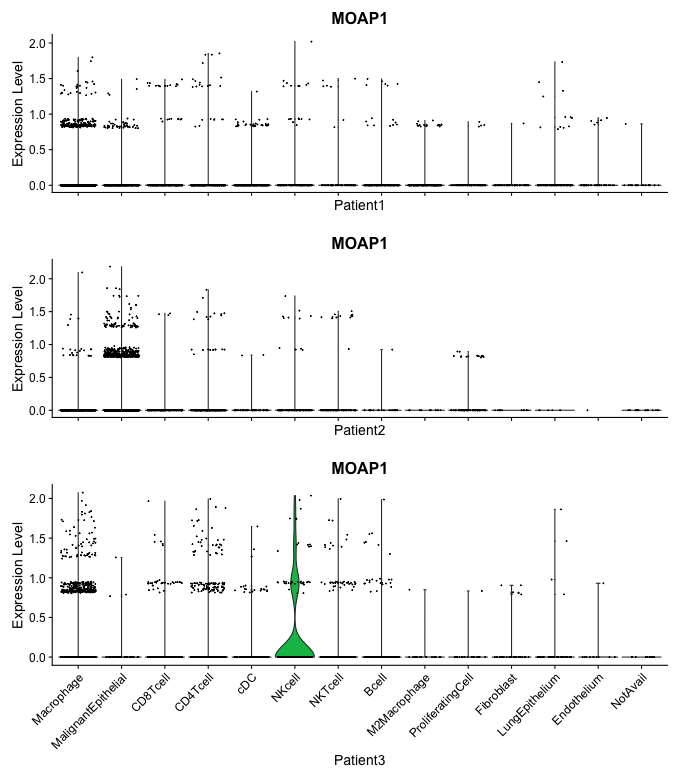 MOAP1
Expression Level
2.0
1.5
1.0
0.5
0.0
Patient1
MOAP1
Expression Level
2.0
1.5
1.0
0.5
0.0
Patient2
MOAP1
Expression Level
2.0
1.5
1.0
0.5
0.0
Macrophage
MalignantEpithelial
CD8Tcell
CD4Tcell
cDC
NKcell
NKTcell
Bcell
M2Macrophage
ProliferatingCell
Fibroblast
LungEpithelium
Endothelium
NotAvail
Patient3